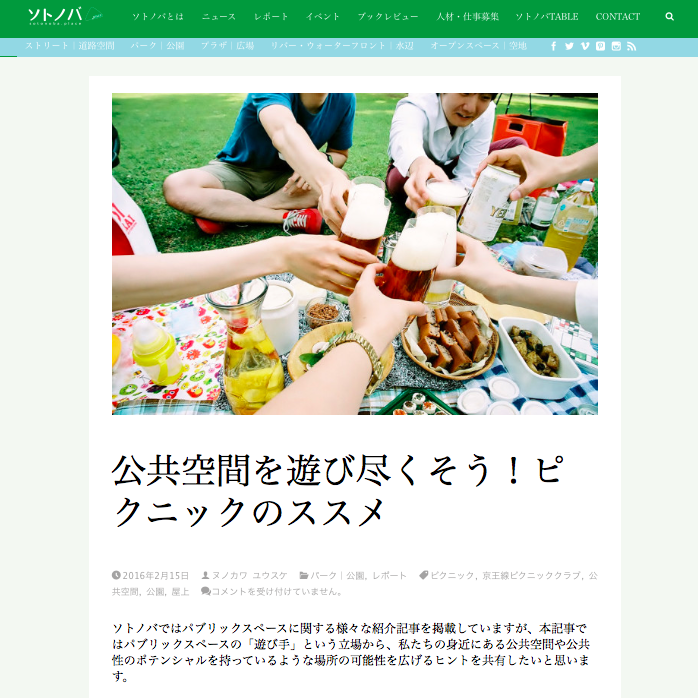 ソトノバ
sotonoba.place
ソトノバとは ニュース レポート イベント ブックレビュー 人材・仕事募集 ソトノバTABLE CONTACT
ストリート｜道路空間 パーク｜公園 プラザ｜広場 リバー・ウォーターフロント｜水辺 オープンスペース｜空地
公共空間を遊び尽くそう！ピ
クニックのススメ
2016年2月15日 ヌノカワ ユウスケ パーク｜公園, レポート ピクニック, 京王線ピクニッククラブ, 公
共空間, 公園, 屋上 コメントを受け付けていません。
ソトノバではパブリックスペースに関する様々な紹介記事を掲載していますが、本記事で
はパブリックスペースの「遊び手」という立場から、私たちの身近にある公共空間や公共
性のポテンシャルを持っているような場所の可能性を広げるヒントを共有したいと思いま
す。